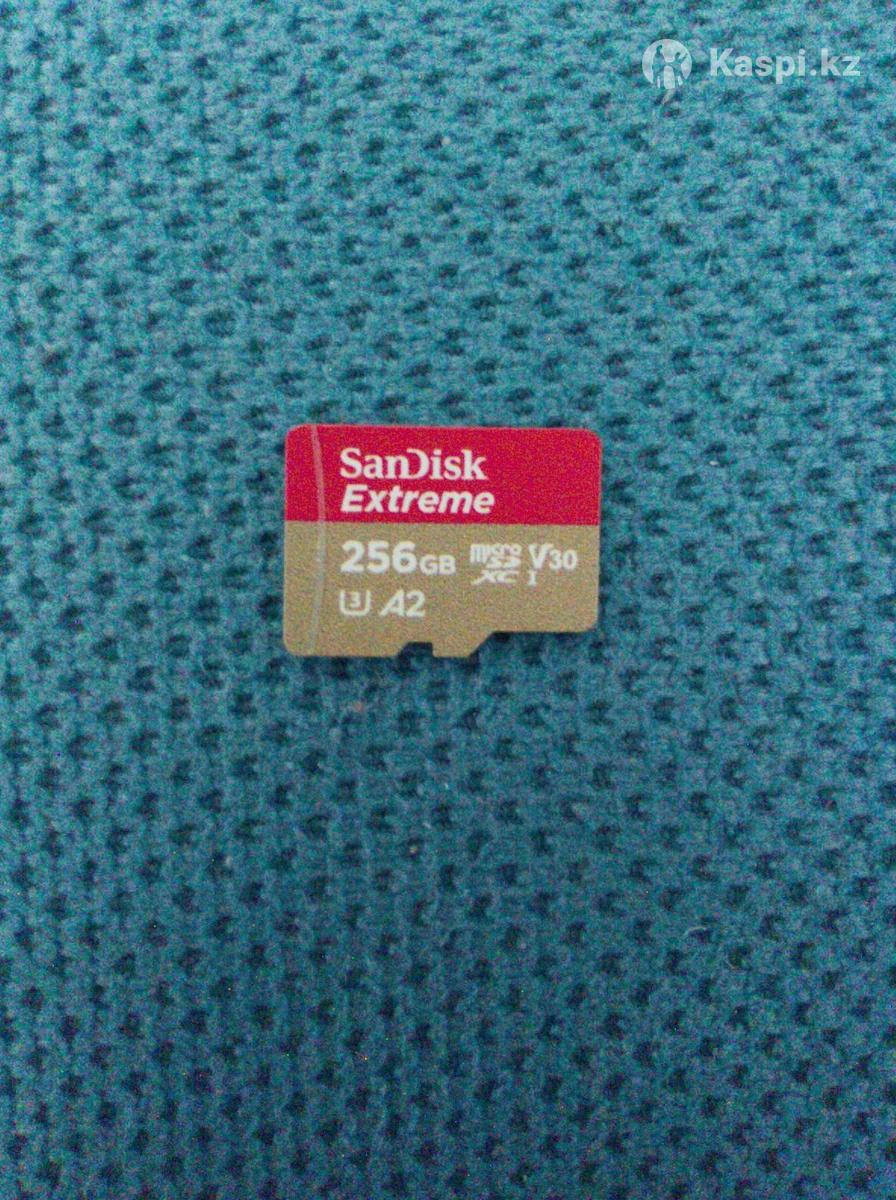 Kaspi.kz
SanDisk
Extreme
256GB micro SD XC I V30
U3 A2